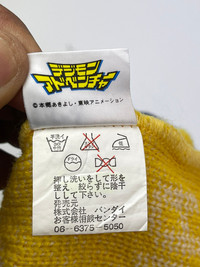 デジモン
アドベンチャー
©本郷あきよし・東映アニメーション
手洗イ
中
押し洗いをして形を
整え、絞らずに陰干
しして下さい。
発売元
株式会社 バンダイ
お客様相談センター
06-6375-5050